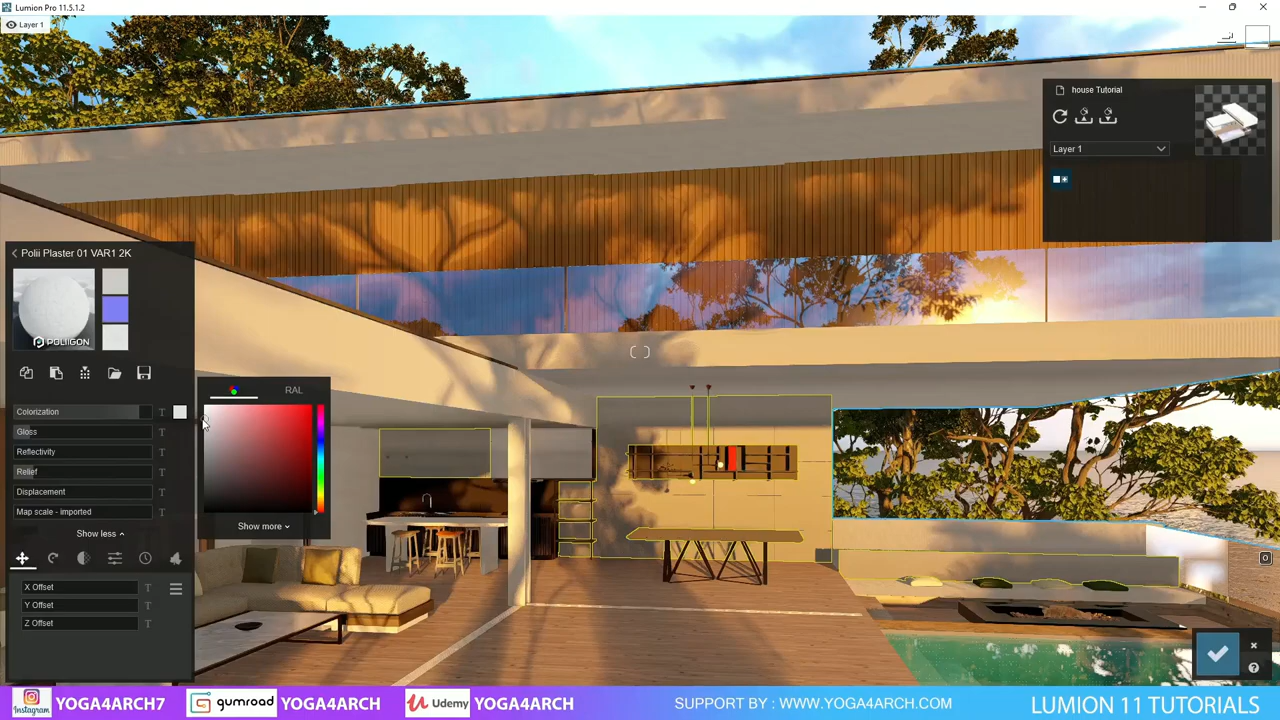 Lumion Pro 11.5.1.2
Layer 1
house Tutorial
Layer 1
Polii Plaster 01 VAR1 2K
POLIIGON
Colorization T
Gloss T
Reflectivity T
Relief T
Displacement T
Map scale - imported T
Show less
RAL
Show more
X Offset T
Y Offset T
Z Offset T
O
Instagram YOGA4ARCH7 gumroad YOGA4ARCH Udemy YOGA4ARCH SUPPORT BY : WWW.YOGA4ARCH.COM LUMION 11 TUTORIALS